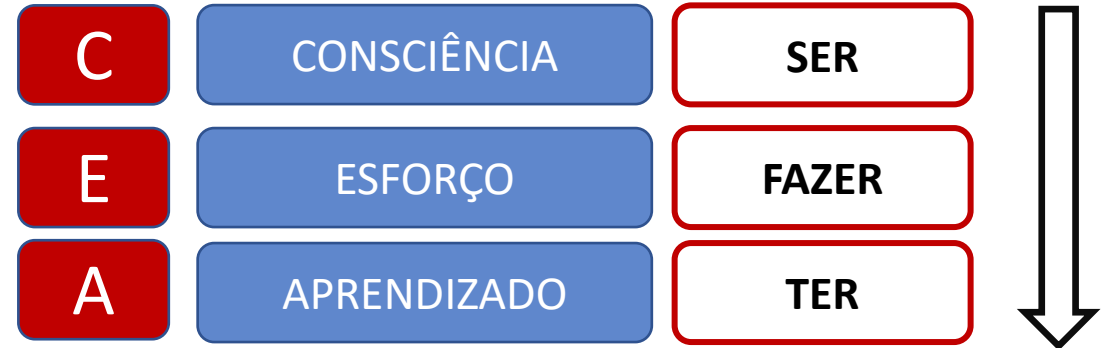 C CONSCIÊNCIA SER
E ESFORÇO FAZER
A APRENDIZADO TER